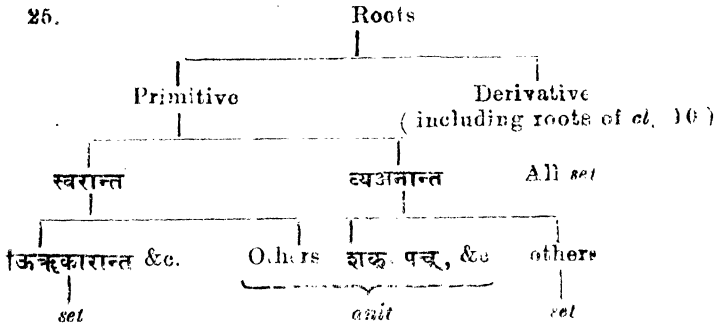 25. Roots
Primitive Derivative
( including roots of cl. 10 )
स्वरान्त व्यञ्जनान्त All set
ऊॠकारान्त &c. Others शक्, पच्, &c others
set anit set